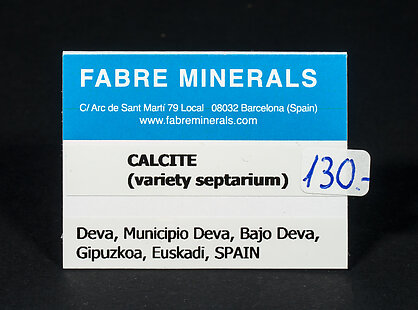 FABRE MINERALS
C/ Arc de Sant Martí 79 Local   08032 Barcelona (Spain)
www.fabreminerals.com
CALCITE
(variety septarium) 130.-
Deva, Municipio Deva, Bajo Deva,
Gipuzkoa, Euskadi, SPAIN